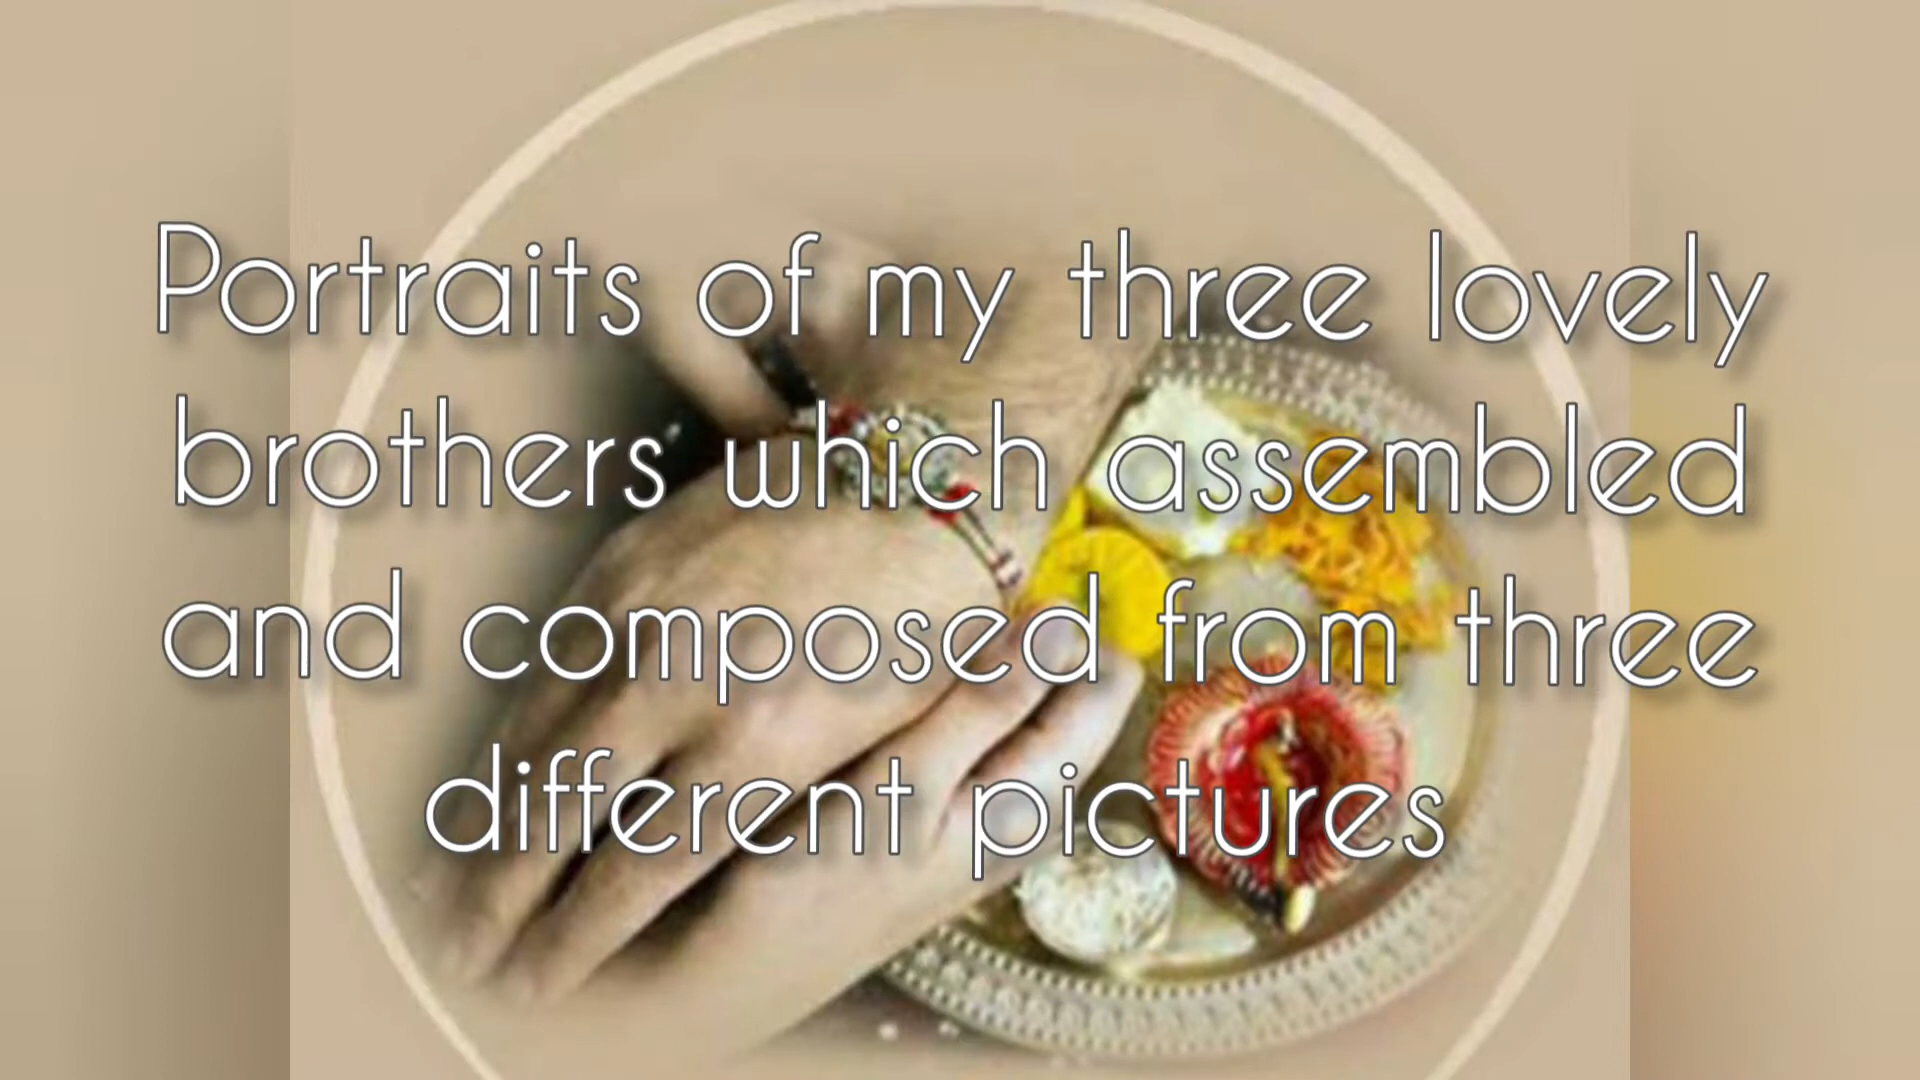 Portraits of my three lovely
brothers which assembled
and composed from three
different pictures